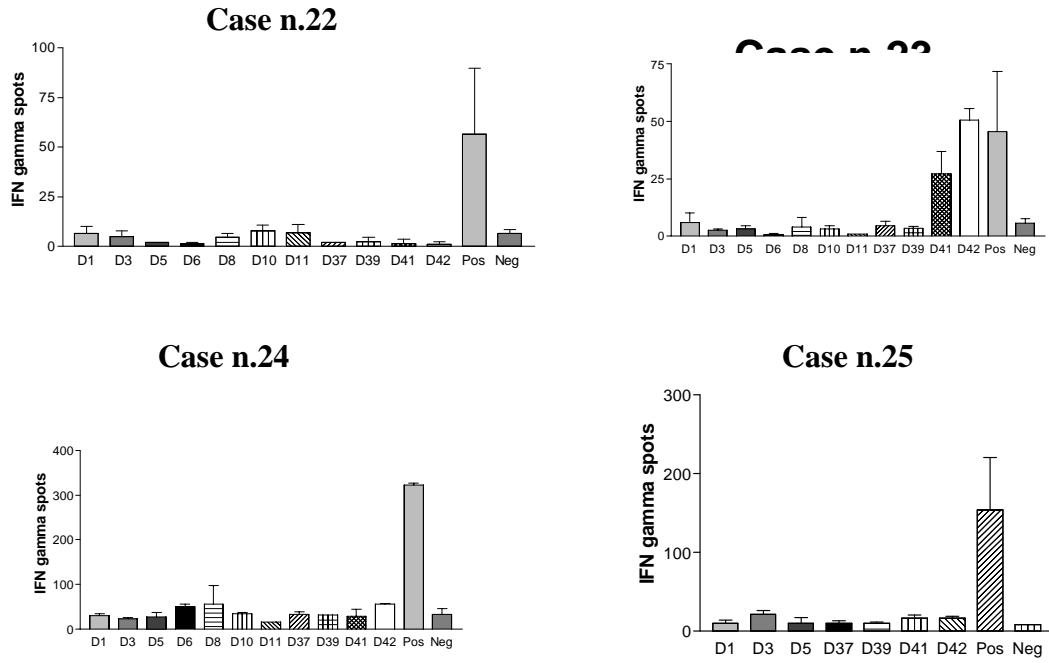 Case n.22
100
75
50
25
0
IFN gamma spots
D1 D3 D5 D6 D8 D10 D11 D37 D39 D41 D42 Pos Neg
Case n.23
75
50
25
0
IFN gamma spots
D1 D3 D5 D6 D8 D10 D11 D37 D39 D41 D42 Pos Neg
Case n.24
400
300
200
100
0
IFN gamma spots
D1 D3 D5 D6 D8 D10 D11 D37 D39 D41 D42 Pos Neg
Case n.25
300
200
100
0
IFN gamma spots
D1 D3 D5 D37 D39 D41 D42 Pos Neg